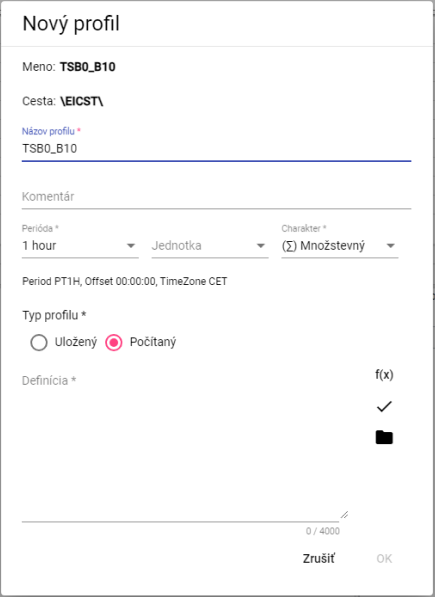 Nový profil
Meno: TSB0_B10
Cesta: \EICST\
Názov profilu *
TSB0_B10
Komentár
Perióda * Charakter *
1 hour Jednotka (∑) Množstevný
Period PT1H, Offset 00:00:00, TimeZone CET
Typ profilu *
Uložený Počítaný
Definícia * f(x)
0 / 4000
Zrušiť OK